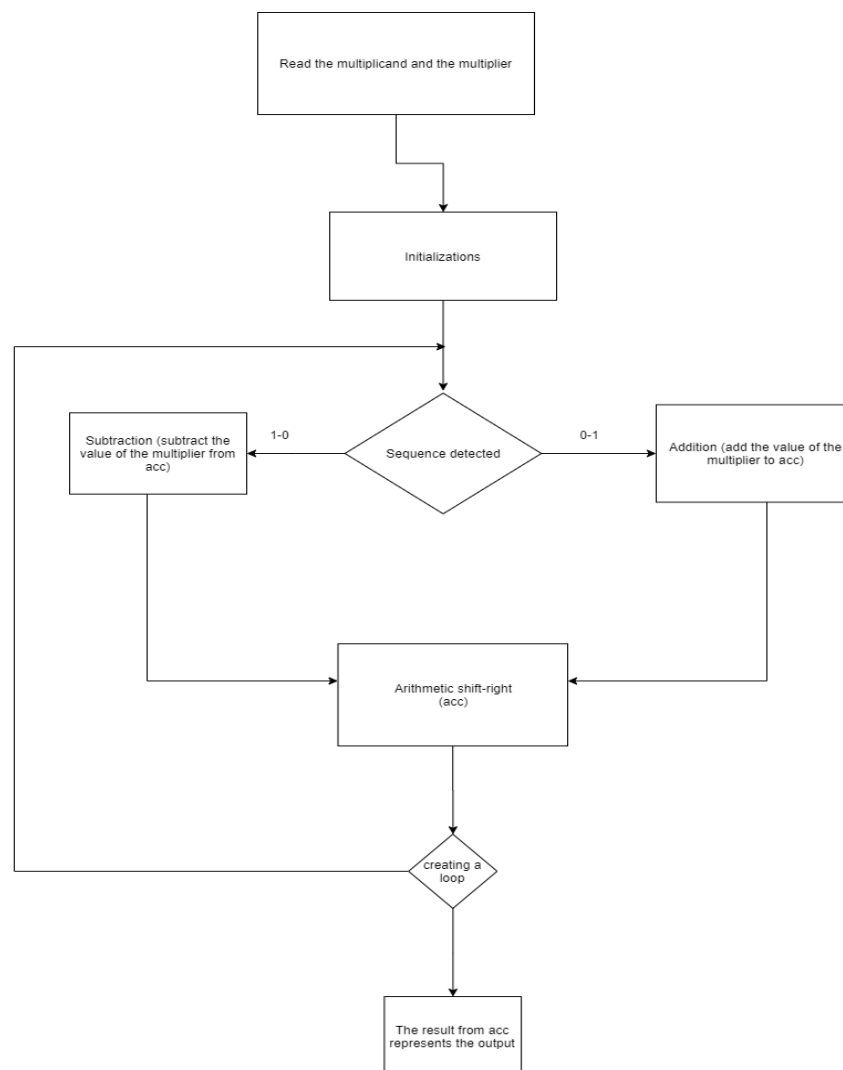 Read the multiplicand and the multiplier
Initializations
1-0
0-1
Subtraction (subtract the
value of the multiplier from
acc)
Sequence detected
Addition (add the value of the
multiplier to acc)
Arithmetic shift-right
(acc)
creating a
loop
The result from acc
represents the output